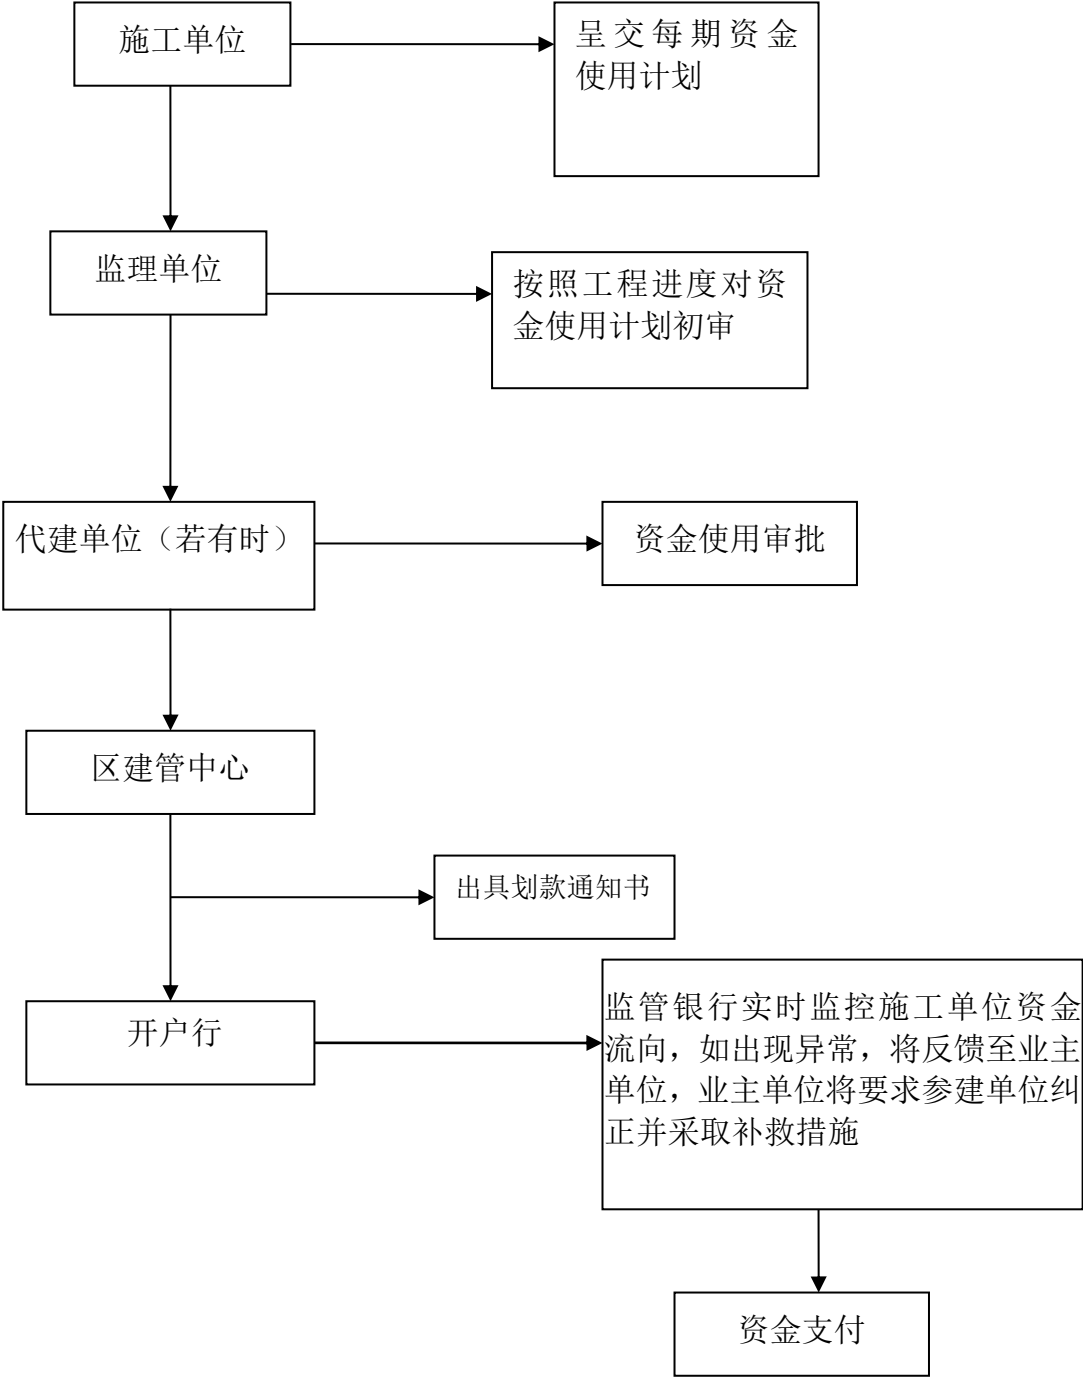 施工单位
呈交每期资金
使用计划
监理单位
按照工程进度对资
金使用计划初审
代建单位（若有时）
资金使用审批
区建管中心
出具划款通知书
开户行
监管银行实时监控施工单位资金
流向，如出现异常，将反馈至业主
单位，业主单位将要求参建单位纠
正并采取补救措施
资金支付